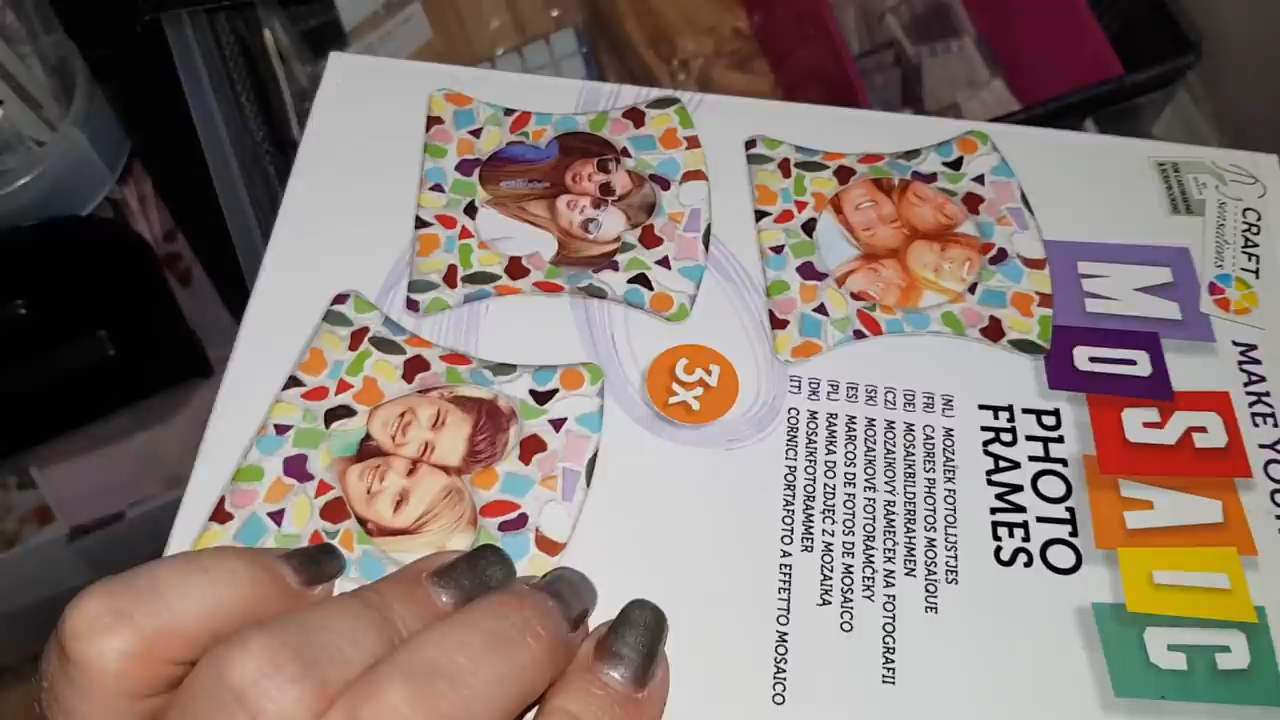 CRAFT
sensations
MAKE YOUR
MOSAIC
PHOTO
FRAMES
(NL) MOZAÏEK FOTOLIJSTJES
(FR) CADRES PHOTOS MOSAÏQUE
(DE) MOSAIKBILDERRAHMEN
(CZ) MOZAIKOVÝ RÁMEČEK NA FOTOGRAFII
(SK) MOZAIKOVÉ FOTORÁMČEKY
(ES) MARCOS DE FOTOS DE MOSAICO
(PL) RAMKA DO ZDJĘĆ Z MOZAIKĄ
(DK) MOSAIKFOTORAMMER
(IT) CORNICI PORTAFOTO A EFFETTO MOSAICO
3x